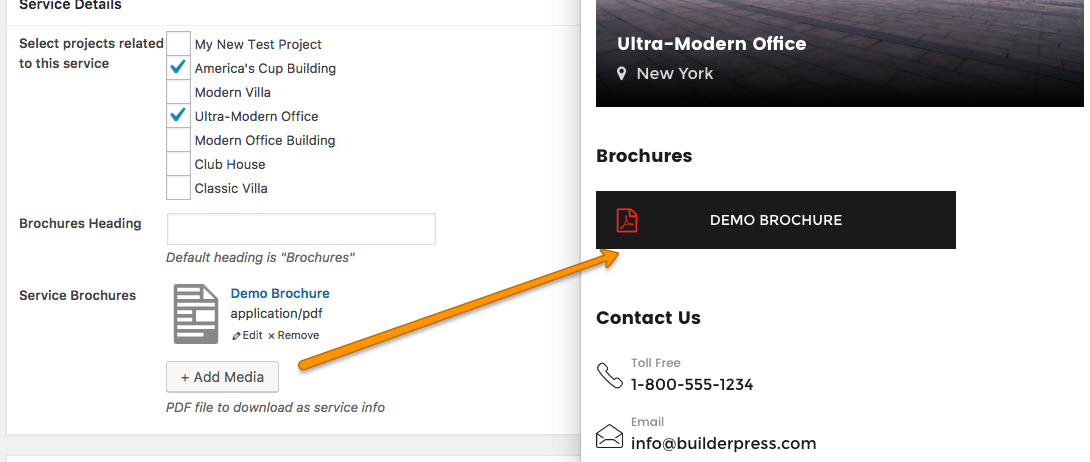 Service Details
Select projects related
to this service
My New Test Project
America's Cup Building
Modern Villa
Ultra-Modern Office
Modern Office Building
Club House
Classic Villa
Brochures Heading
Default heading is "Brochures"
Service Brochures
Demo Brochure
application/pdf
Edit × Remove
+ Add Media
PDF file to download as service info
Ultra-Modern Office
New York
Brochures
DEMO BROCHURE
Contact Us
Toll Free
1-800-555-1234
Email
info@builderpress.com